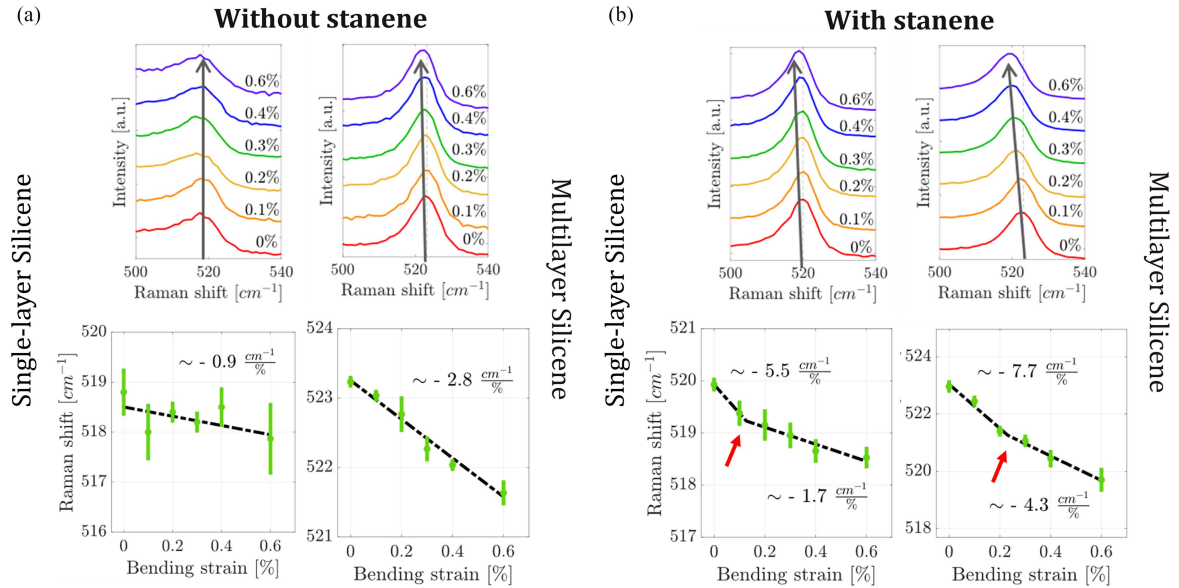 (a)
Without stanene
Single-layer Silicene
Intensity [a.u.]
0.6%
0.4%
0.3%
0.2%
0.1%
0%
500
520
540
Raman shift [cm⁻¹]
0.6%
0.4%
0.3%
0.2%
0.1%
0%
500
520
540
Raman shift [cm⁻¹]
Multilayer Silicene
Raman shift [cm⁻¹]
520
519
518
517
516
∼ - 0.9 cm⁻¹/%
0
0.2
0.4
0.6
Bending strain [%]
524
523
522
521
∼ - 2.8 cm⁻¹/%
0
0.2
0.4
0.6
Bending strain [%]
(b)
With stanene
Single-layer Silicene
Intensity [a.u.]
0.6%
0.4%
0.3%
0.2%
0.1%
0%
500
520
540
Raman shift [cm⁻¹]
Intensity [a.u.]
0.6%
0.4%
0.3%
0.2%
0.1%
0%
500
520
540
Raman shift [cm⁻¹]
Multilayer Silicene
Raman shift [cm⁻¹]
521
520
519
518
517
∼ - 5.5 cm⁻¹/%
∼ - 1.7 cm⁻¹/%
0
0.2
0.4
0.6
Bending strain [%]
524
522
520
518
∼ - 7.7 cm⁻¹/%
∼ - 4.3 cm⁻¹/%
0
0.2
0.4
0.6
Bending strain [%]